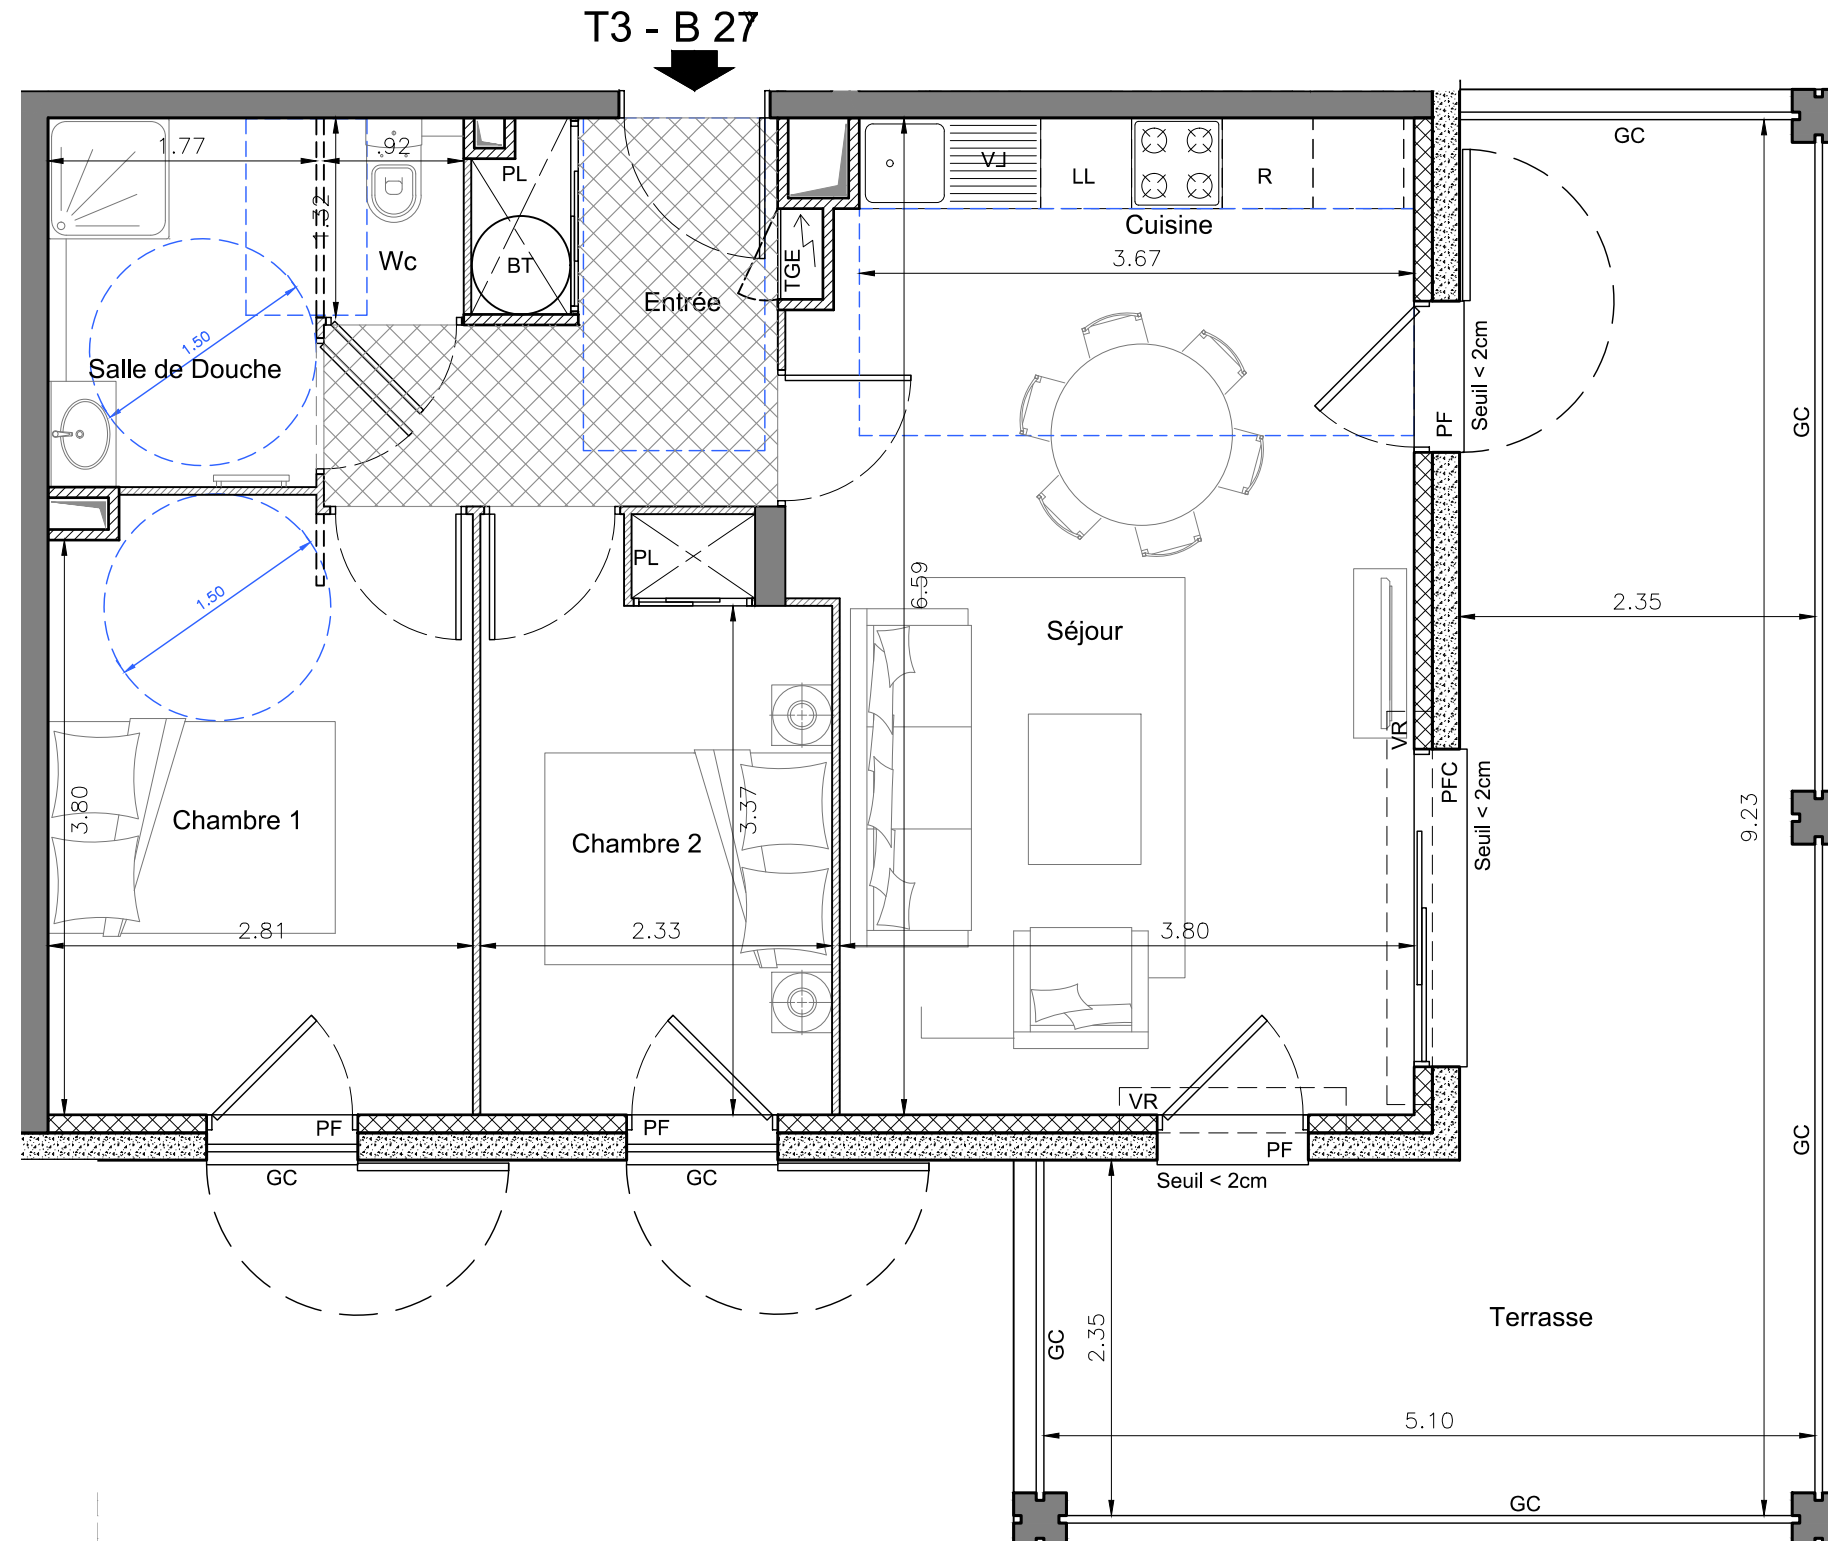 T3 - B 27
GC
1.77
.92
PL
VJ
LL
R
1.32
Wc
BT
TGE
Cuisine
3.67
Entrée
1.50
Salle de Douche
Seuil < 2cm
PF
GC
PL
1.50
6.59
Séjour
2.35
VR
PFC
Seuil < 2cm
9.23
3.80
Chambre 1
3.37
Chambre 2
2.81
2.33
3.80
VR
PF
PF
PF
GC
GC
Seuil < 2cm
GC
Terrasse
GC
2.35
5.10
GC